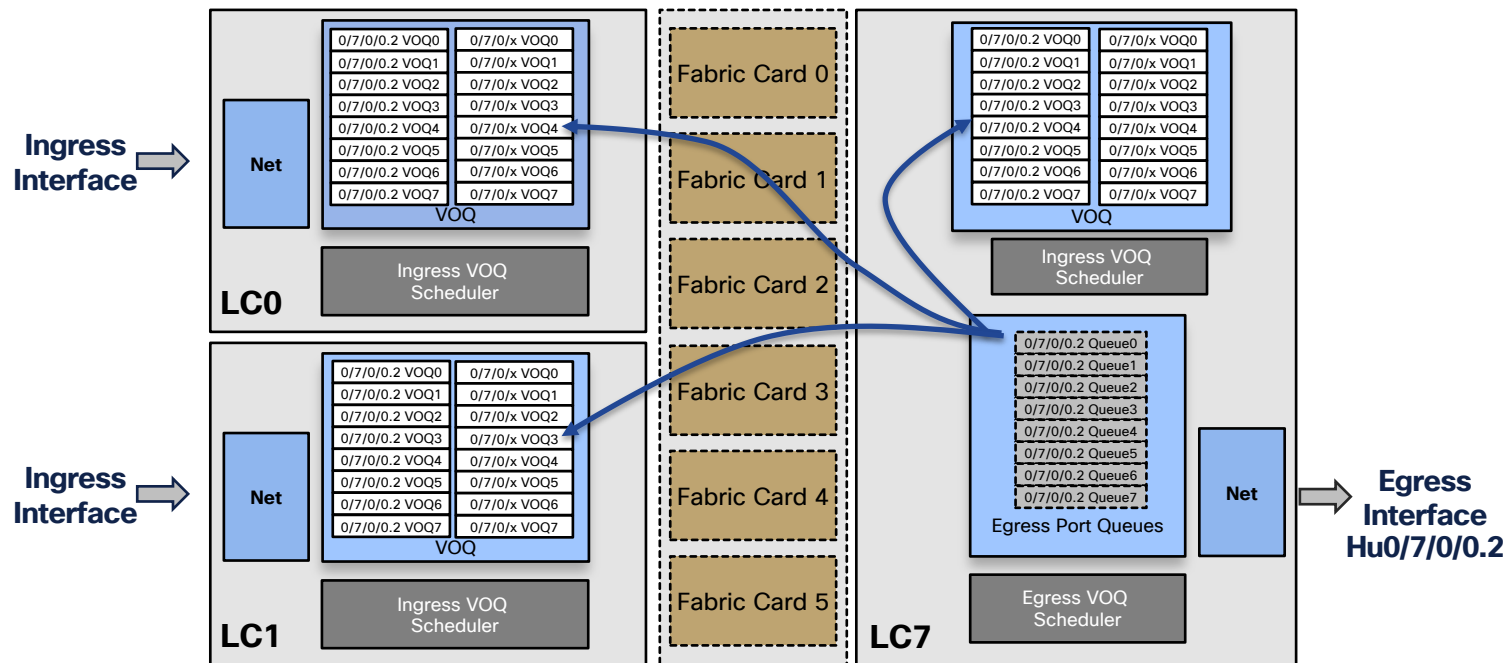 Ingress
Interface
Net
0/7/0/0.2 VOQ0
0/7/0/0.2 VOQ1
0/7/0/0.2 VOQ2
0/7/0/0.2 VOQ3
0/7/0/0.2 VOQ4
0/7/0/0.2 VOQ5
0/7/0/0.2 VOQ6
0/7/0/0.2 VOQ7
0/7/0/x VOQ0
0/7/0/x VOQ1
0/7/0/x VOQ2
0/7/0/x VOQ3
0/7/0/x VOQ4
0/7/0/x VOQ5
0/7/0/x VOQ6
0/7/0/x VOQ7
VOQ
Ingress VOQ
Scheduler
LC0
Ingress
Interface
Net
0/7/0/0.2 VOQ0
0/7/0/0.2 VOQ1
0/7/0/0.2 VOQ2
0/7/0/0.2 VOQ3
0/7/0/0.2 VOQ4
0/7/0/0.2 VOQ5
0/7/0/0.2 VOQ6
0/7/0/0.2 VOQ7
0/7/0/x VOQ0
0/7/0/x VOQ1
0/7/0/x VOQ2
0/7/0/x VOQ3
0/7/0/x VOQ4
0/7/0/x VOQ5
0/7/0/x VOQ6
0/7/0/x VOQ7
VOQ
Ingress VOQ
Scheduler
LC1
Fabric Card 0
Fabric Card 1
Fabric Card 2
Fabric Card 3
Fabric Card 4
Fabric Card 5
0/7/0/0.2 VOQ0
0/7/0/0.2 VOQ1
0/7/0/0.2 VOQ2
0/7/0/0.2 VOQ3
0/7/0/0.2 VOQ4
0/7/0/0.2 VOQ5
0/7/0/0.2 VOQ6
0/7/0/0.2 VOQ7
0/7/0/x VOQ0
0/7/0/x VOQ1
0/7/0/x VOQ2
0/7/0/x VOQ3
0/7/0/x VOQ4
0/7/0/x VOQ5
0/7/0/x VOQ6
0/7/0/x VOQ7
VOQ
Ingress VOQ
Scheduler
0/7/0/0.2 Queue0
0/7/0/0.2 Queue1
0/7/0/0.2 Queue2
0/7/0/0.2 Queue3
0/7/0/0.2 Queue4
0/7/0/0.2 Queue5
0/7/0/0.2 Queue6
0/7/0/0.2 Queue7
Egress Port Queues
Net
Egress VOQ
Scheduler
LC7
Egress
Interface
Hu0/7/0/0.2